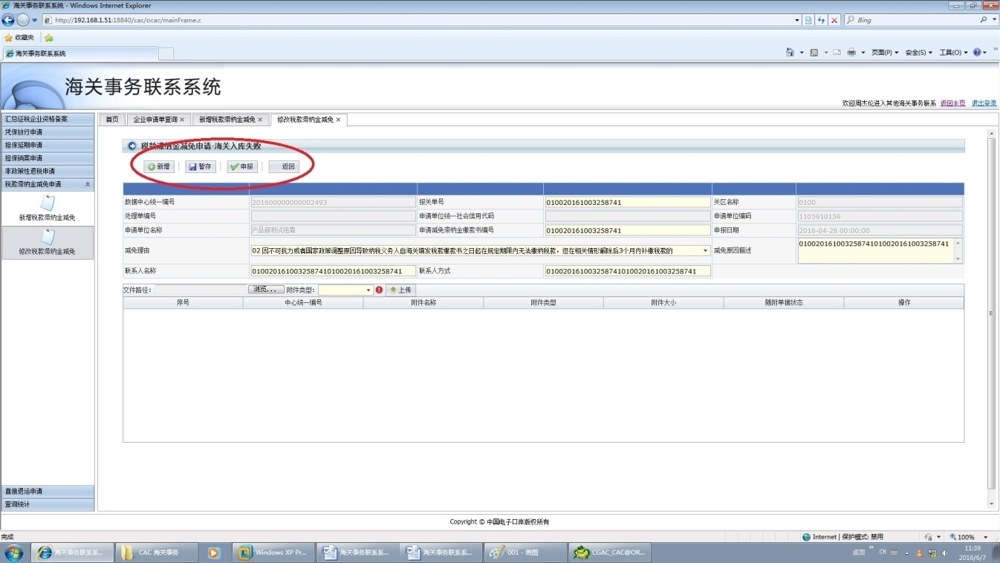 海关事务联系系统 - Windows Internet Explorer
http://192.168.1.51:18840/cac/ocac/mainFrame.c
Bing
收藏夹
海关事务联系系统
页面(P) 安全(S) 工具(O)
海关事务联系系统
欢迎周杰伦进入其他海关事务联系 返回主页 退出登录
汇总征税企业资格备案
凭保放行申请
担保延期申请
担保销案申请
非政策性退税申请
税款滞纳金减免申请
新增税款滞纳金减免
修改税款滞纳金减免
直接退运申请
查询统计
首页 企业申请单查询 × 新增税款滞纳金减免 × 修改税款滞纳金减免 ×
税款滞纳金减免申请-海关入库失败
新增 暂存 申报 返回
数据中心统一编号 201600000000002493 报关单号 010020161003258741 关区名称 0100
处理单编号 申请单位统一社会信用代码 申请单位编码 1105910159
申请单位名称 产品部测试组 申请减免滞纳金缴款书编号 010020161003258741 申报日期 2016-04-28 00:00:00
减免理由 02 因不可抗力或者国家政策调整原因导致纳税义务人自海关填发税款缴款书之日起在规定期限内无法缴纳税款，但在相关情形解除后3个月内补缴税款的 减免原因描述 010020161003258741010020161003258741
联系人名称 010020161003258741010020161003258741 联系人方式 010020161003258741010020161003258741
文件路径： 浏览... 附件类型： 上传
序号 中心统一编号 附件名称 附件类型 附件大小 随附单据状态 操作
Copyright © 中国电子口岸版权所有
完成 Internet | 保护模式: 禁用 100%
海关事务联系系... CAC 海关事务 Windows XP Pr... 海关事务联系系... 海关事务联系系... 001 - 画图 CGAC_CAC@OR... 桌面 CH 11:39
2016/6/7